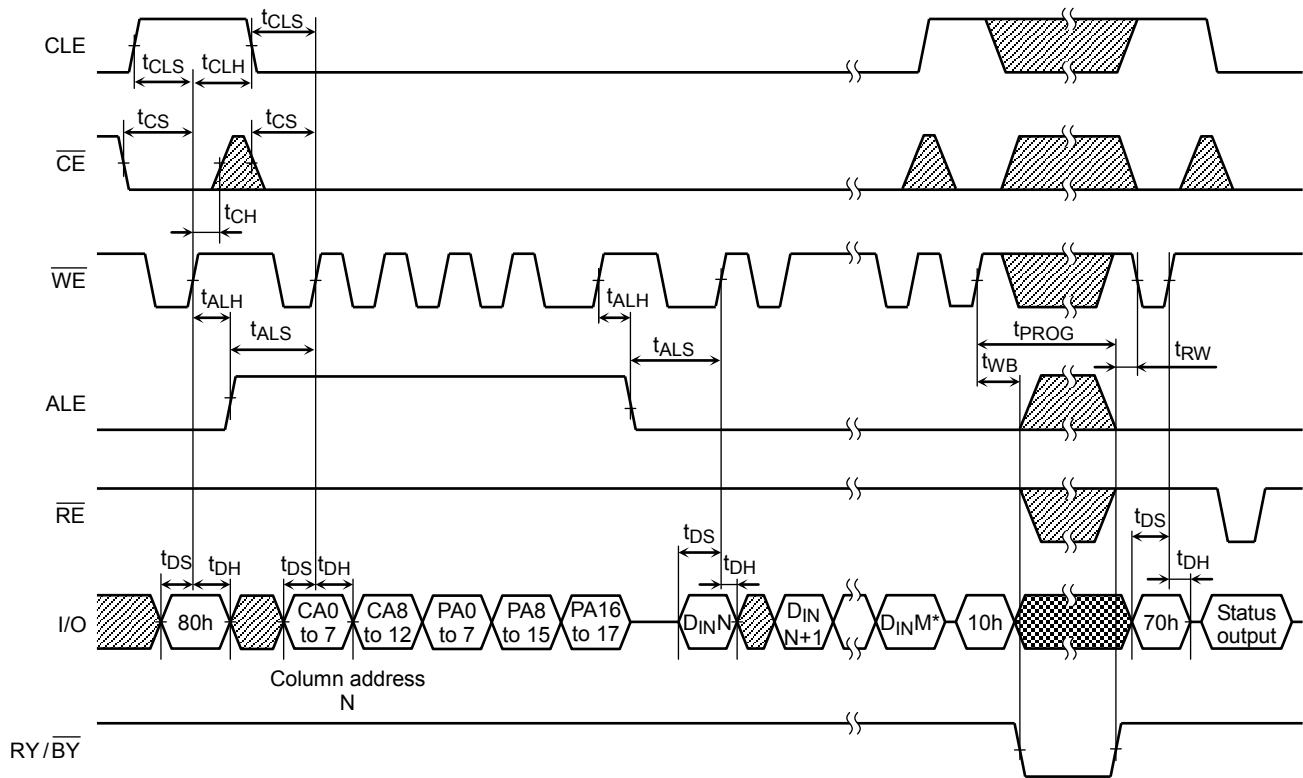 tCLS
CLE
tCLS tCLH
tCS tCS
CE
tCH
WE
tALH tALH
tALS tALS
tPROG
tRW
tWB
ALE
RE
tDS tDH tDS tDH tDS tDH tDS tDH
I/O
80h
CA0 to 7
CA8 to 12
PA0 to 7
PA8 to 15
PA16 to 17
DINN
DIN N+1
DINM*
10h
70h
Status output
Column address
N
RY/BY